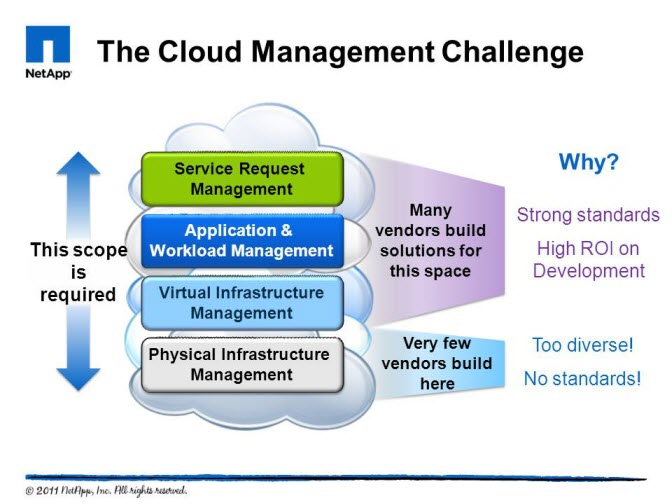 NetApp
The Cloud Management Challenge
This scope
is
required
Service Request
Management
Application &
Workload Management
Virtual Infrastructure
Management
Physical Infrastructure
Management
Many
vendors build
solutions for
this space
Very few
vendors build
here
Why?
Strong standards
High ROI on
Development
Too diverse!
No standards!
© 2011 NetApp, Inc. All rights reserved.